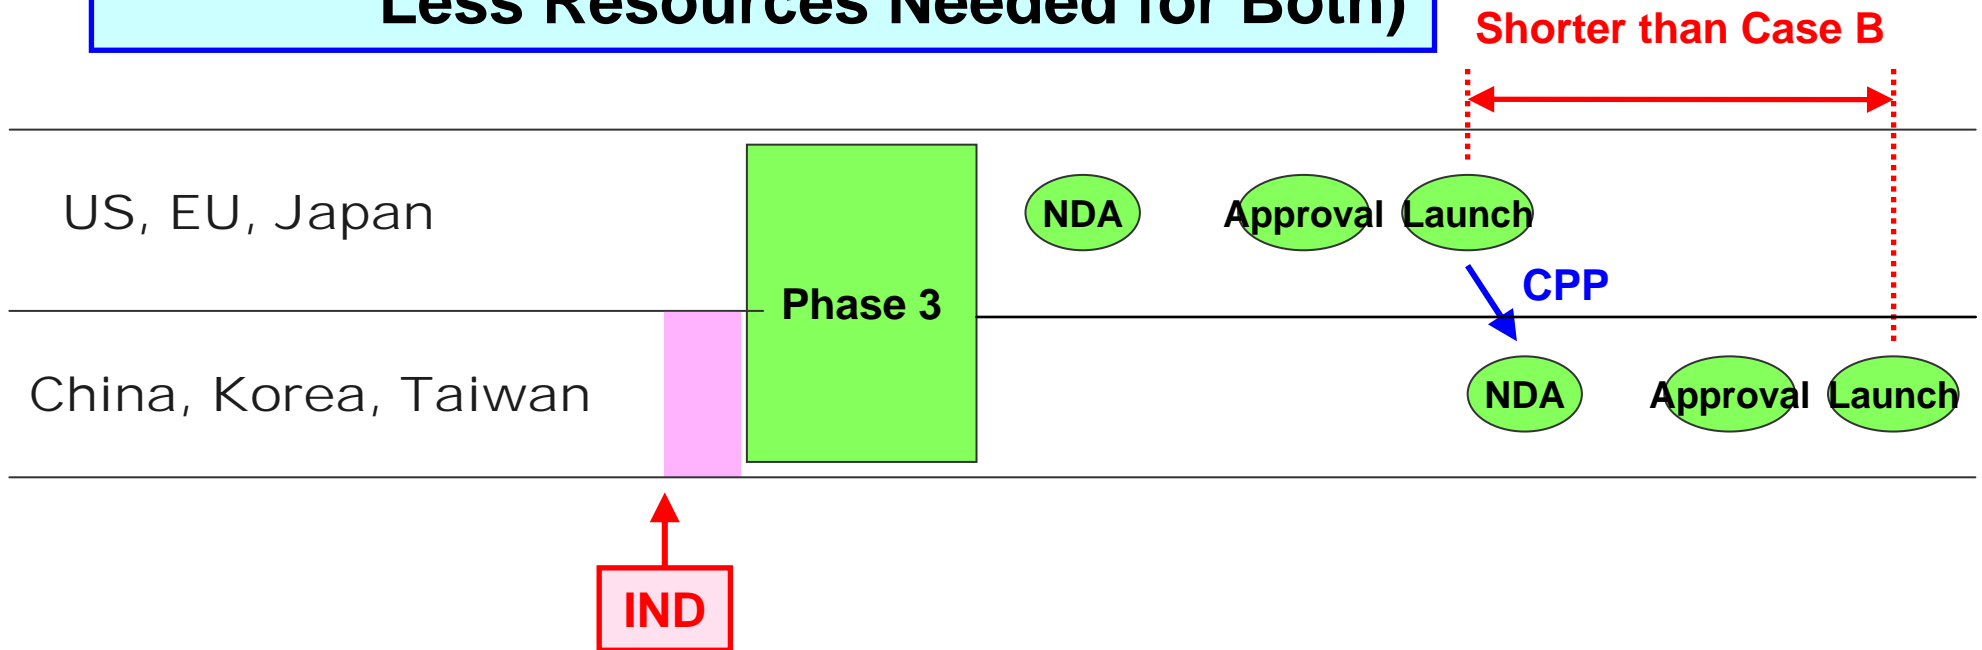 Less Resources Needed for Both)
Shorter than Case B
US, EU, Japan
NDA
Approval
Launch
CPP
Phase 3
China, Korea, Taiwan
NDA
Approval
Launch
IND